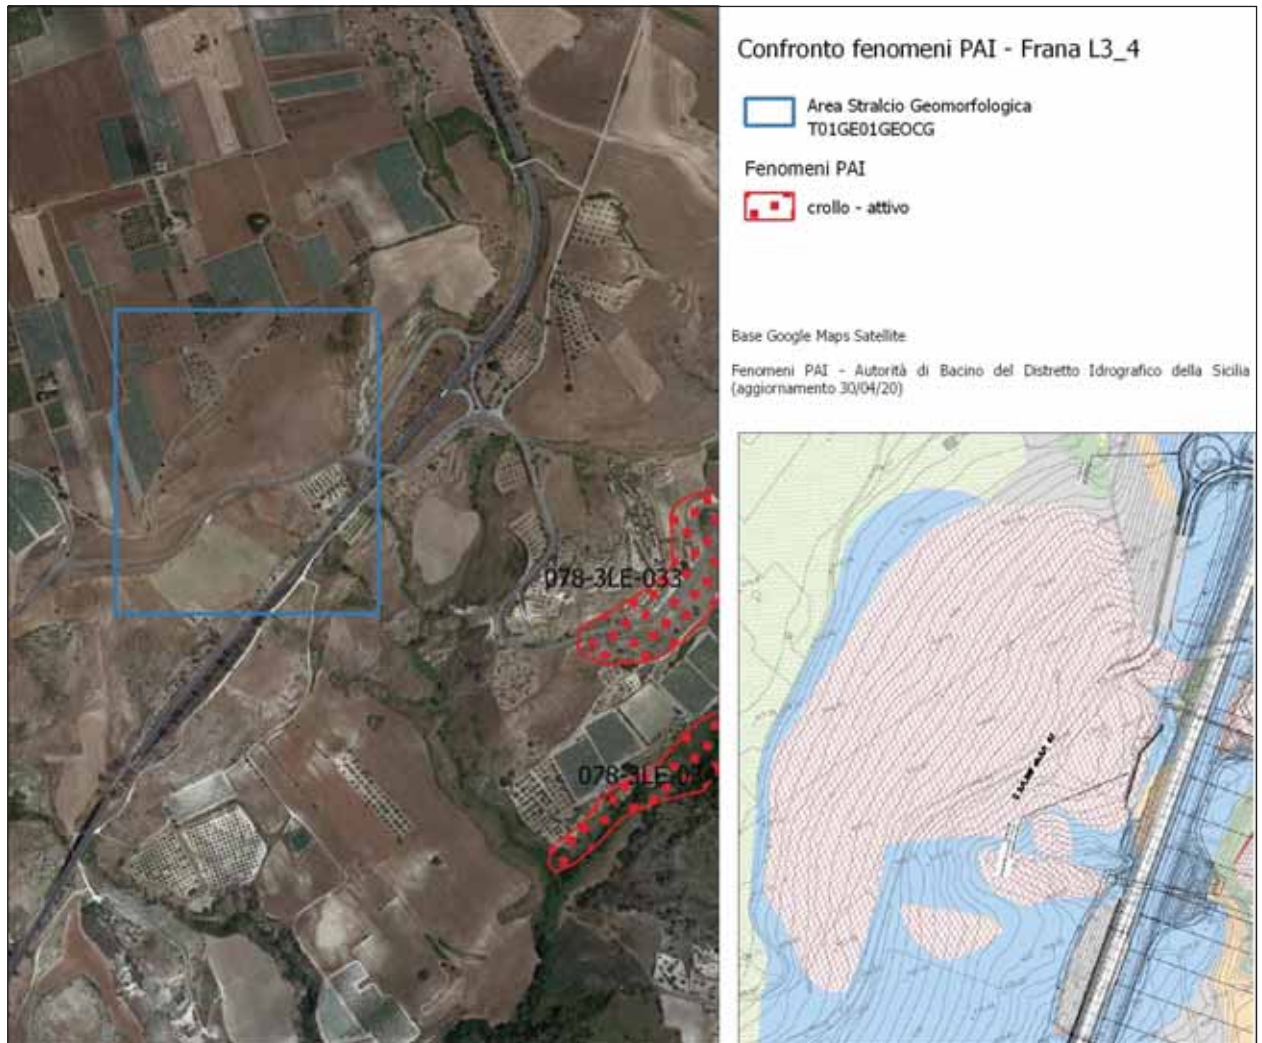 Confronto fenomeni PAI - Frana L3_4
Area Stralcio Geomorfologica
T01GE01GEOCG
Fenomeni PAI
crollo - attivo
Base Google Maps Satellite
Fenomeni PAI - Autorità di Bacino del Distretto Idrografico della Sicilia
(aggiornamento 30/04/20)
078-3LE-033